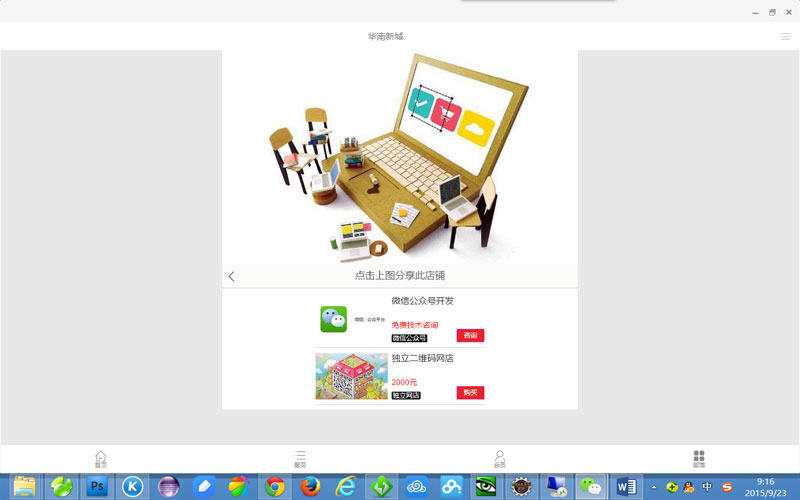 华南新城
点击上图分享此店铺
微信公众号开发
微信|公众平台
免费技术咨询
微信公众号
咨询
独立二维码网店
2000元
独立网店
购买
首页
服务
会员
部落
Ps
K
W
中
S
9:16
2015/9/23